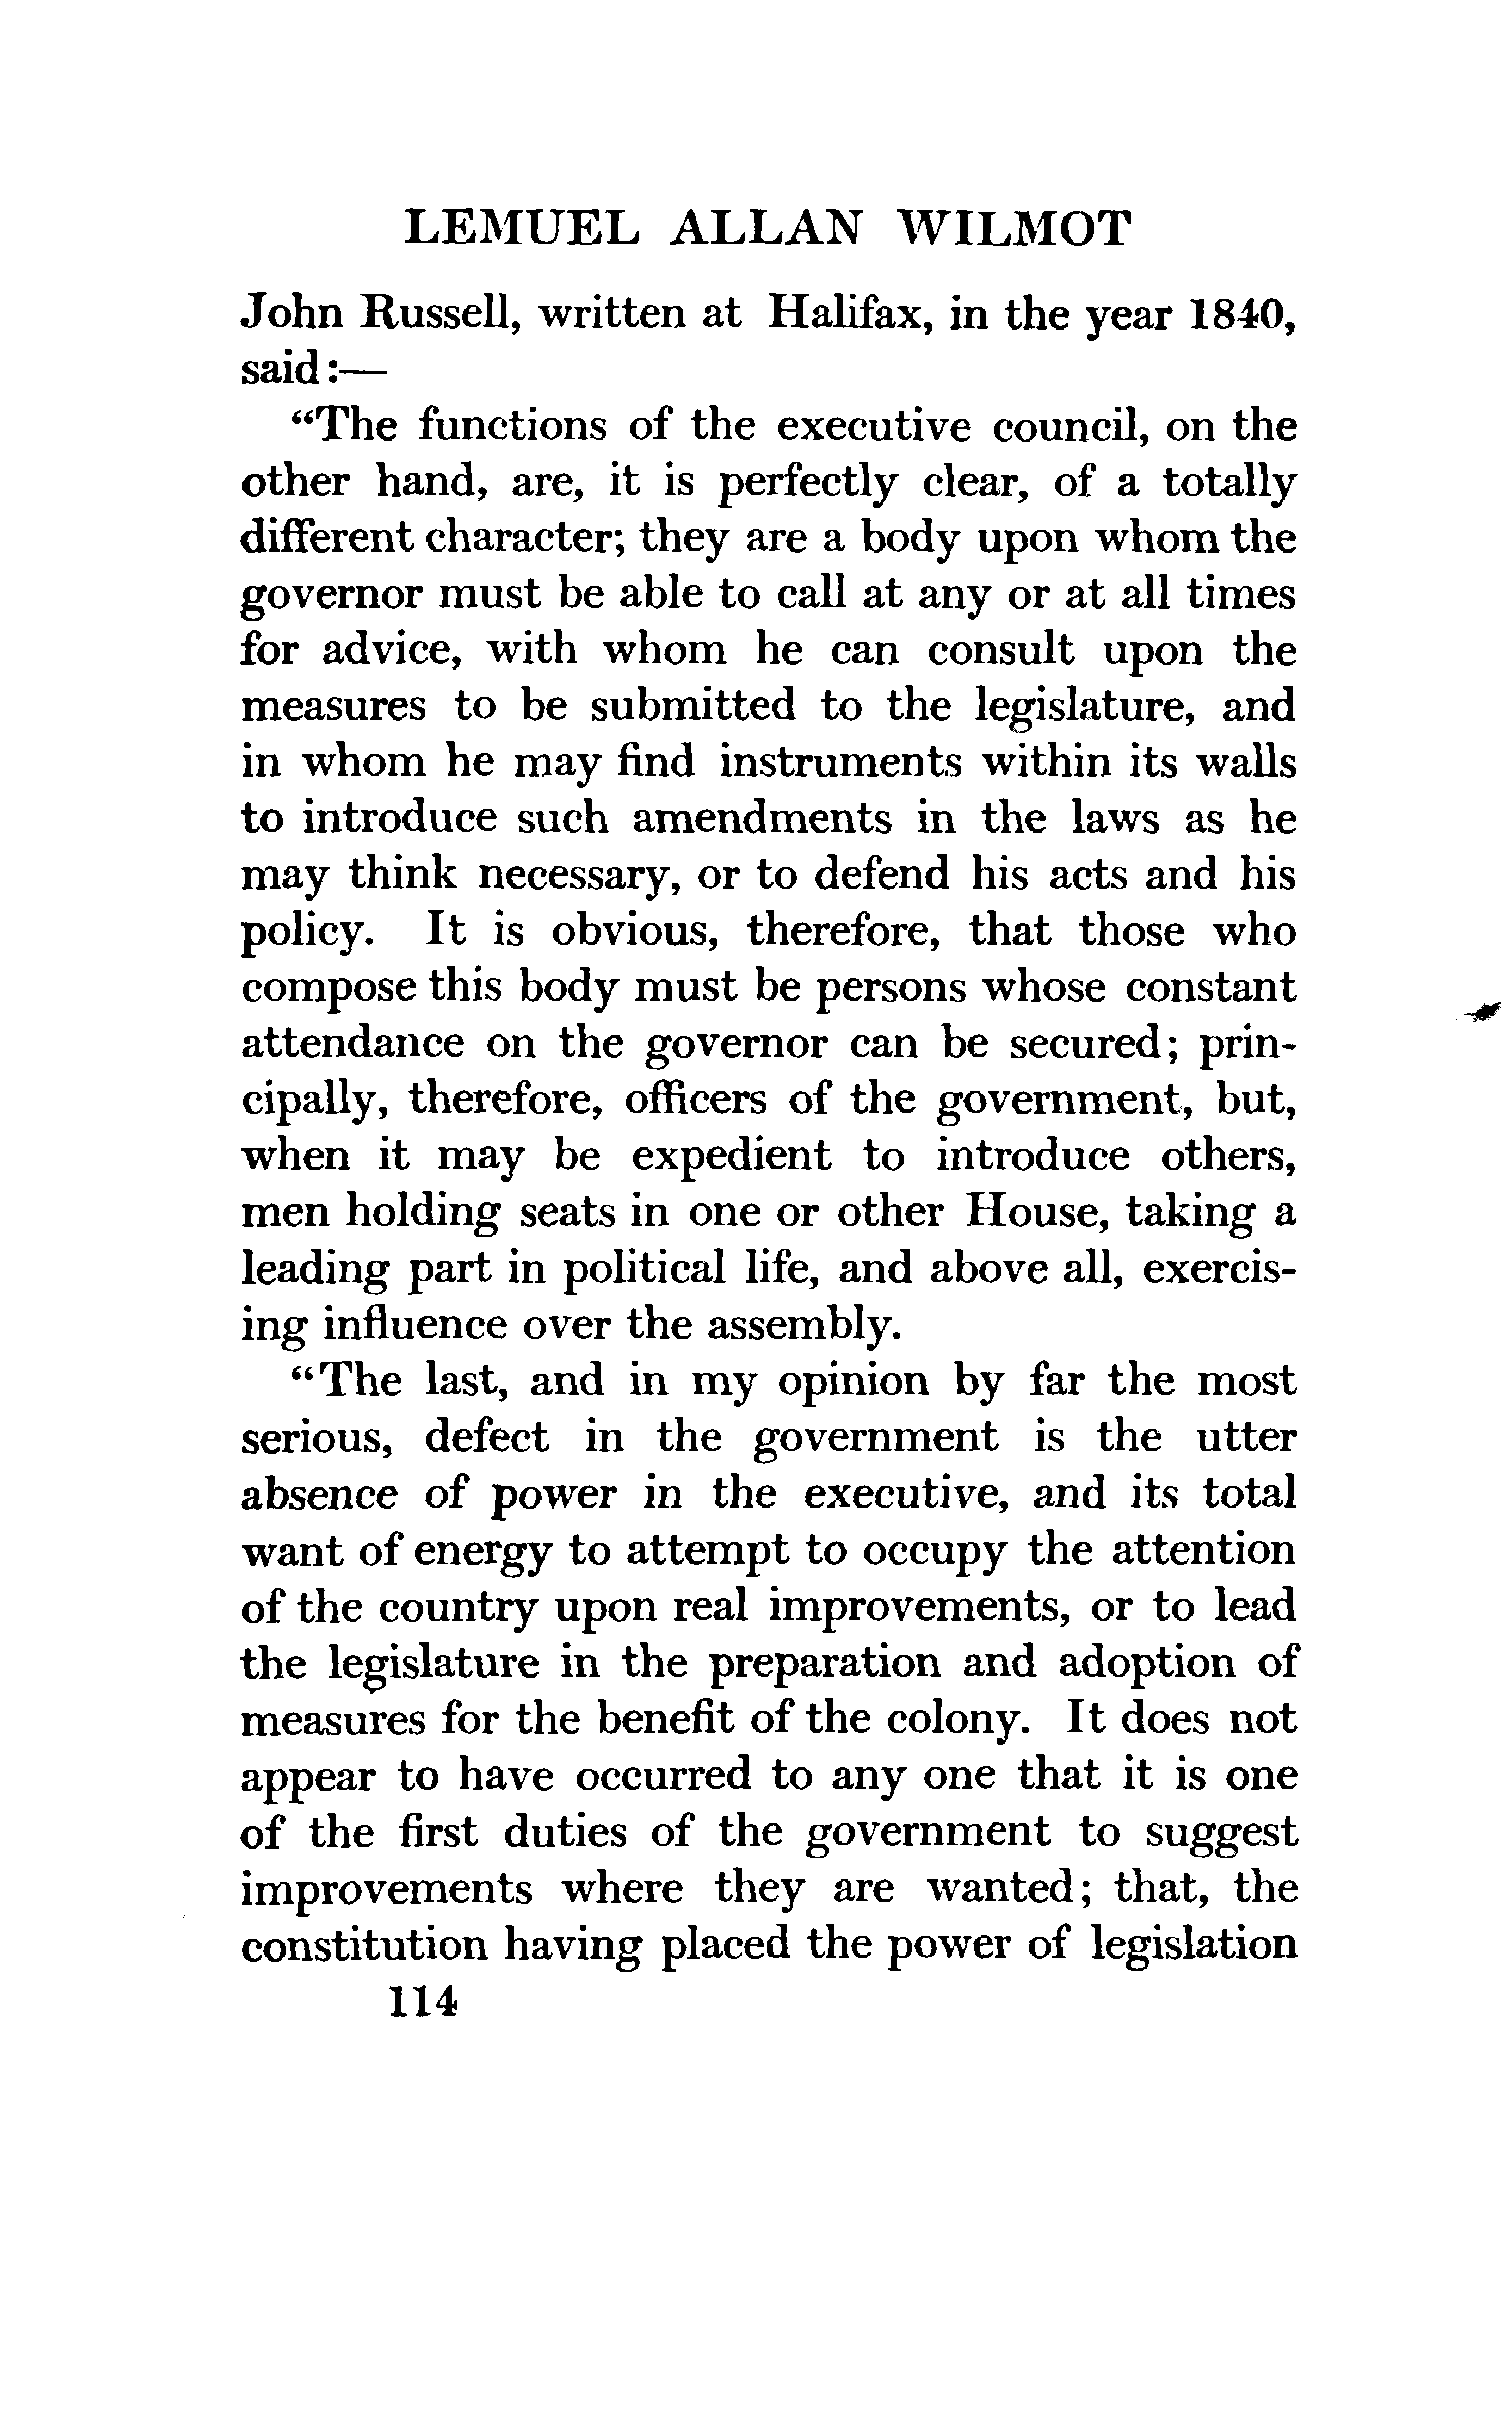 LEMUEL ALLAN WILMOT
John Russell, written at Halifax, in the year 1840,
said:—
"The functions of the executive council, on the
other hand, are, it is perfectly clear, of a totally
different character; they are a body upon whom the
governor must be able to call at any or at all times
for advice, with whom he can consult upon the
measures to be submitted to the legislature, and
in whom he may find instruments within its walls
to introduce such amendments in the laws as he
may think necessary, or to defend his acts and his
policy. It is obvious, therefore, that those who
compose this body must be persons whose constant
attendance on the governor can be secured; prin-
cipally, therefore, officers of the government, but,
when it may be expedient to introduce others,
men holding seats in one or other House, taking a
leading part in political life, and above all, exercis-
ing influence over the assembly.
"The last, and in my opinion by far the most
serious, defect in the government is the utter
absence of power in the executive, and its total
want of energy to attempt to occupy the attention
of the country upon real improvements, or to lead
the legislature in the preparation and adoption of
measures for the benefit of the colony. It does not
appear to have occurred to any one that it is one
of the first duties of the government to suggest
improvements where they are wanted; that, the
constitution having placed the power of legislation
114